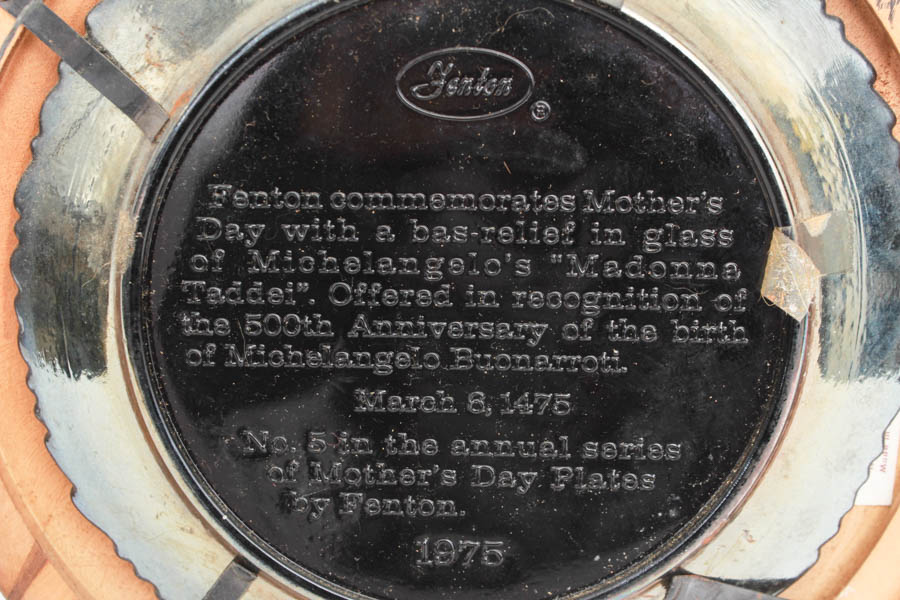 Fenton
®
Fenton commemorates Mother's
Day with a bas-relief in glass
of Michelangelo's "Madonna
Taddei". Offered in recognition of
the 500th Anniversary of the birth
of Michelangelo Buonarroti.
March 6, 1475
No. 5 in the annual series
of Mother's Day Plates
by Fenton.
1975
Made in